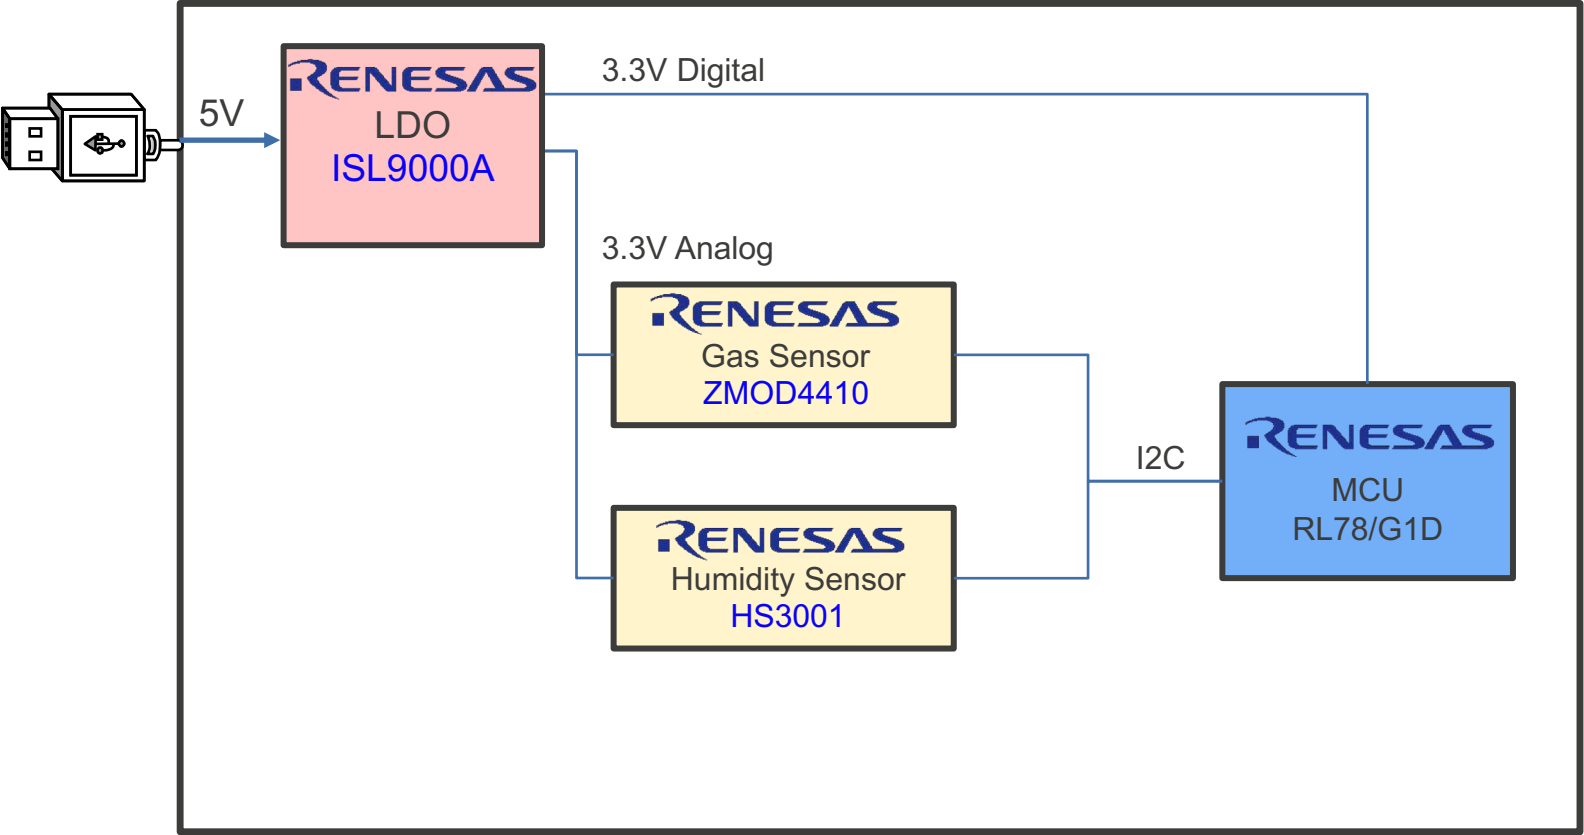 5V
RENESAS
LDO
ISL9000A
3.3V Digital
3.3V Analog
RENESAS
Gas Sensor
ZMOD4410
RENESAS
Humidity Sensor
HS3001
I2C
RENESAS
MCU
RL78/G1D